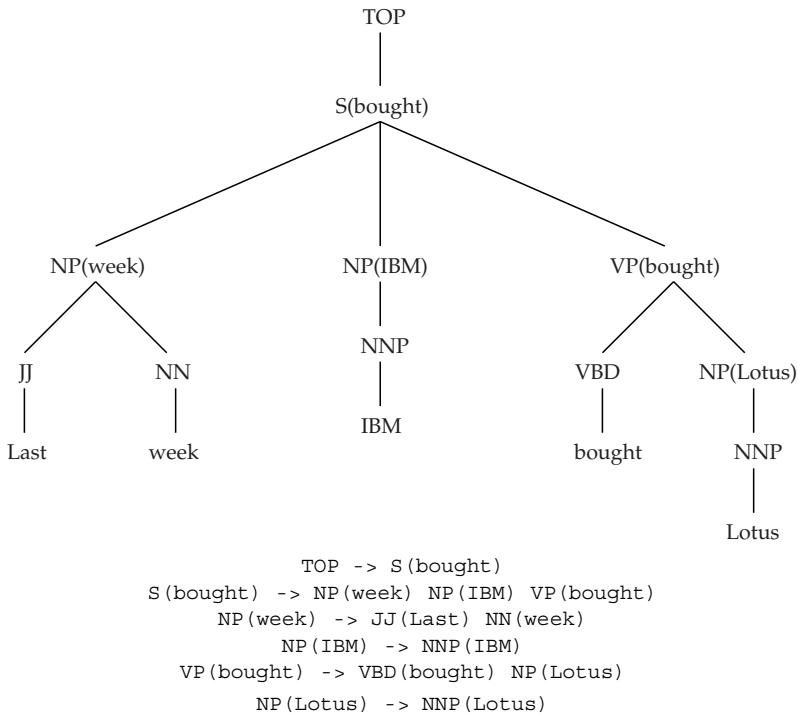 TOP
S(bought)
NP(week) NP(IBM) VP(bought)
NNP
JJ NN VBD NP(Lotus)
IBM
Last week bought NNP
Lotus
TOP -> S(bought)
S(bought) -> NP(week) NP(IBM) VP(bought)
NP(week) -> JJ(Last) NN(week)
NP(IBM) -> NNP(IBM)
VP(bought) -> VBD(bought) NP(Lotus)
NP(Lotus) -> NNP(Lotus)